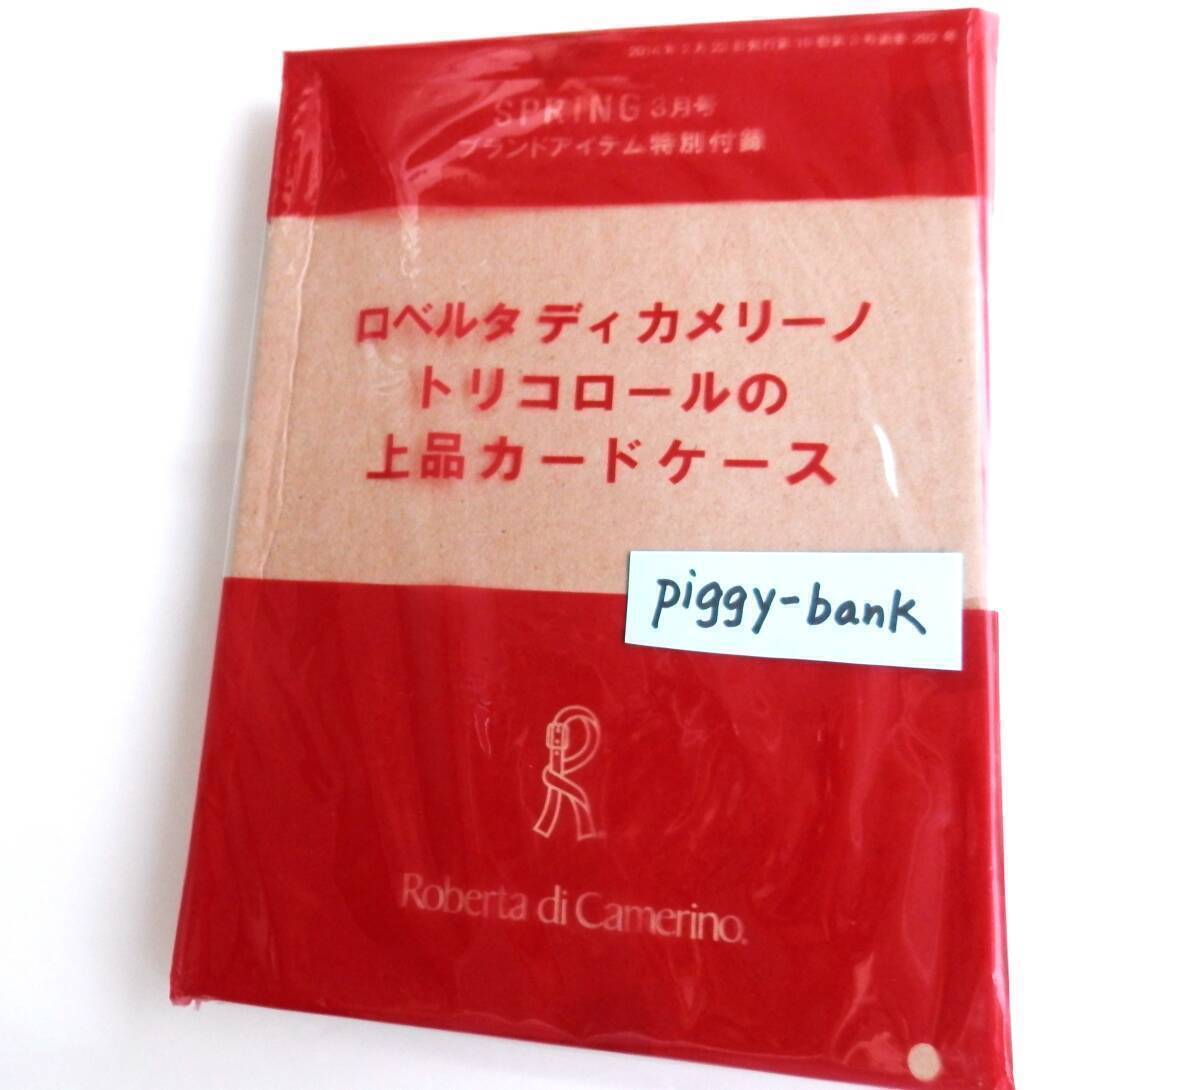 SPRiNG 3月号
ブランドアイテム特別付録
ロベルタ ディ カメリーノ
トリコロールの
上品カードケース
piggy-bank
Roberta di Camerino.